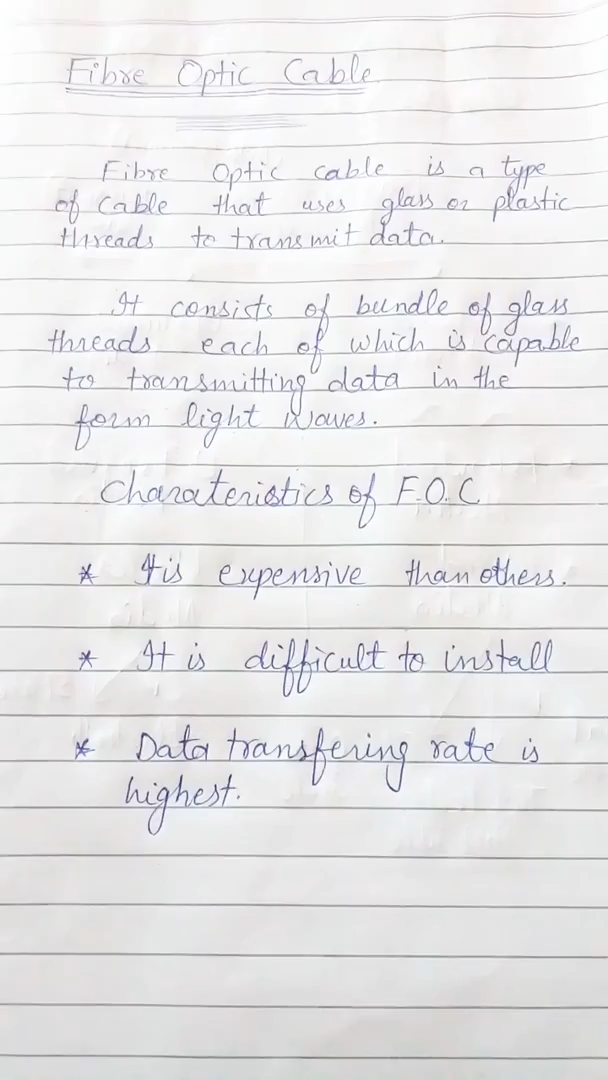 Fibre Optic Cable
Fibre Optic cable is a type
of cable that uses glass or plastic
threads to transmit data.
It consists of bundle of glass
threads each of which is capable
to transmitting data in the
form light waves.
Charateristics of F.O.C
* It is expensive than others.
* It is difficult to install
* Data transfering rate is
highest.